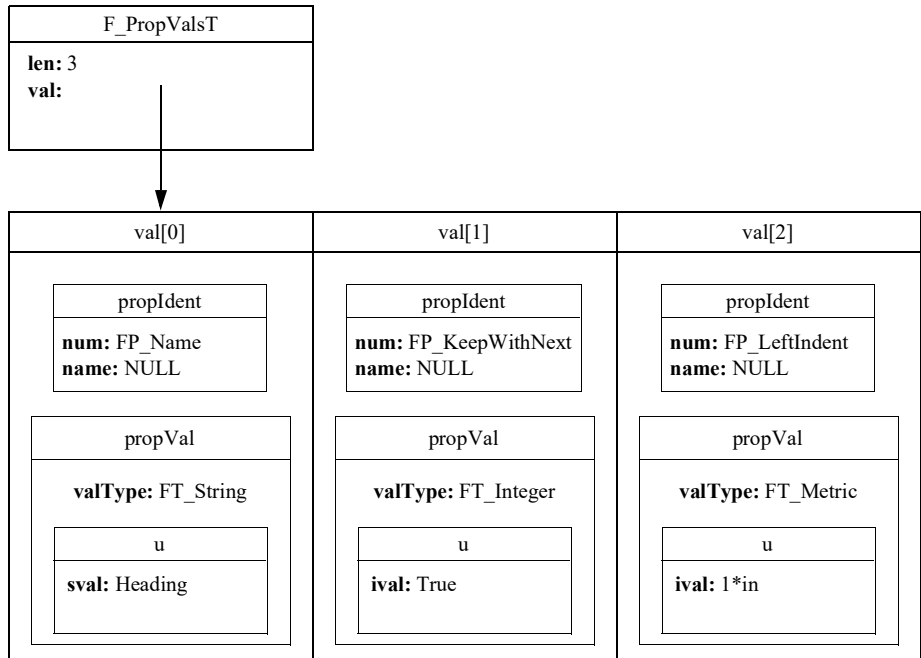 F_PropValsT
len: 3
val:
val[0]
val[1]
val[2]
propIdent
propIdent
propIdent
num: FP_Name
name: NULL
num: FP_KeepWithNext
name: NULL
num: FP_LeftIndent
name: NULL
propVal
propVal
propVal
valType: FT_String
valType: FT_Integer
valType: FT_Metric
u
u
u
sval: Heading
ival: True
ival: 1*in